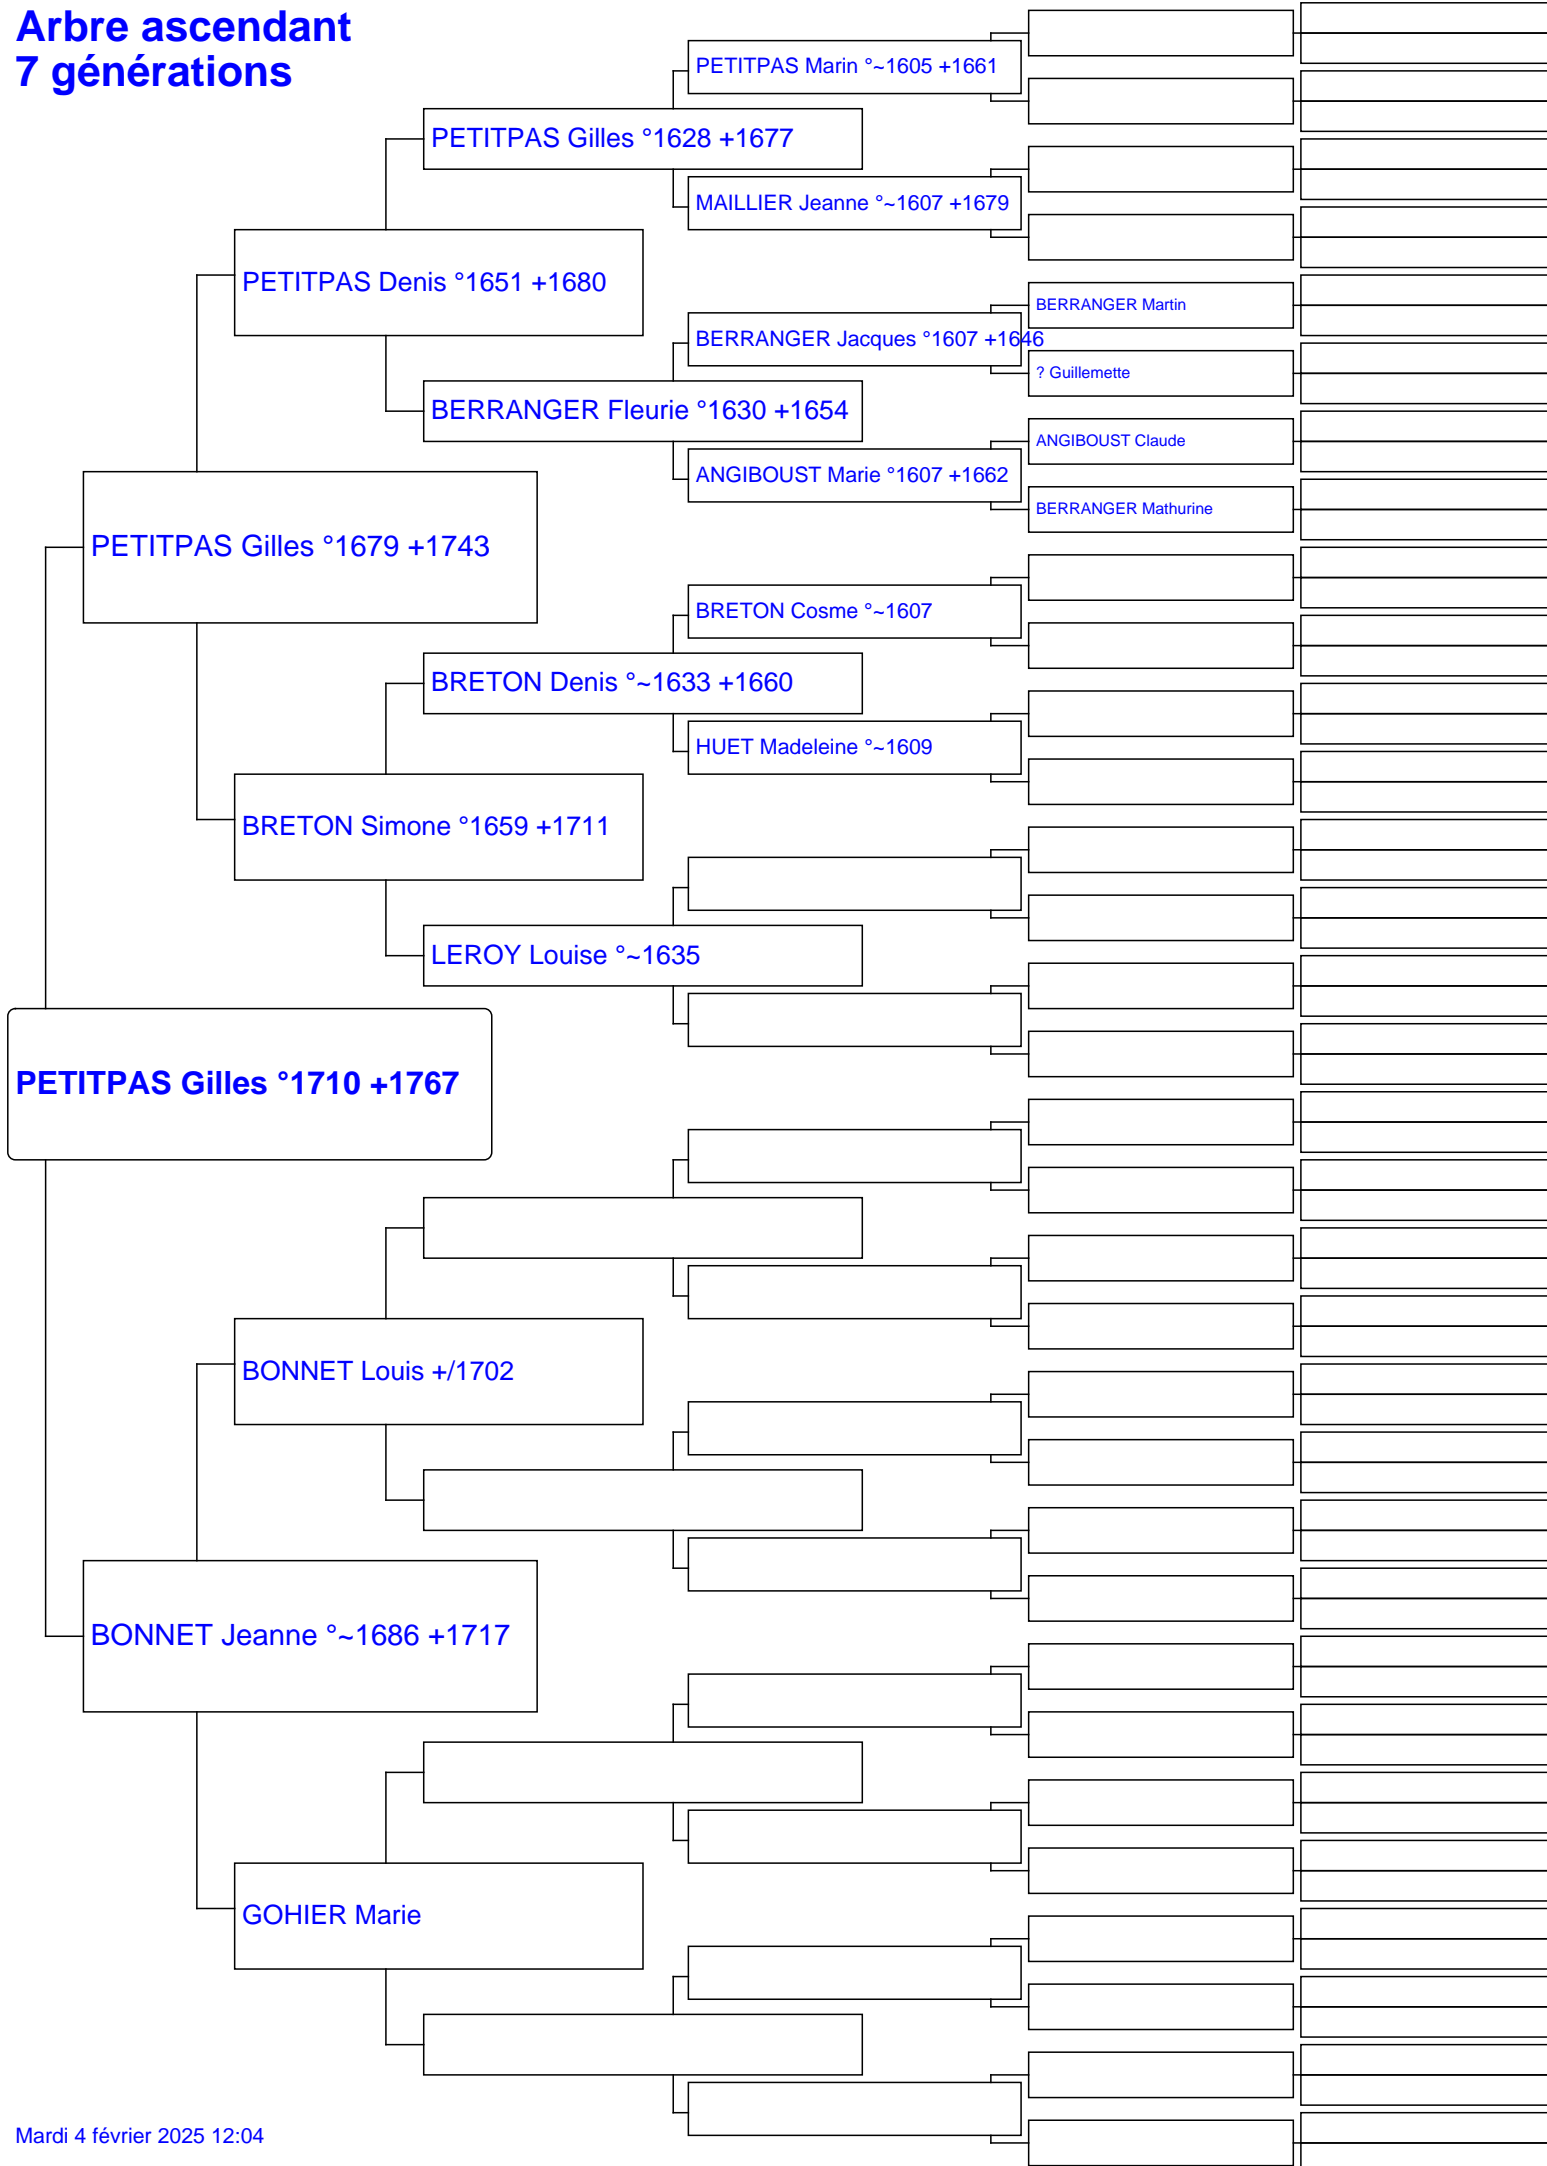 Arbre ascendant
7 générations
PETITPAS Marin °~1605 +1661
PETITPAS Gilles °1628 +1677
MAILLIER Jeanne °~1607 +1679
PETITPAS Denis °1651 +1680
BERRANGER Martin
BERRANGER Jacques °1607 +1646
? Guillemette
BERRANGER Fleurie °1630 +1654
ANGIBOUST Claude
ANGIBOUST Marie °1607 +1662
BERRANGER Mathurine
PETITPAS Gilles °1679 +1743
BRETON Cosme °~1607
BRETON Denis °~1633 +1660
HUET Madeleine °~1609
BRETON Simone °1659 +1711
LEROY Louise °~1635
PETITPAS Gilles °1710 +1767
BONNET Louis +/1702
BONNET Jeanne °~1686 +1717
GOHIER Marie
Mardi 4 février 2025 12:04